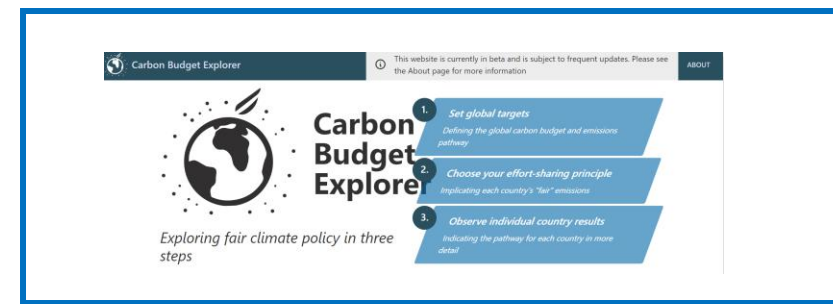 Carbon Budget Explorer
This website is currently in beta and is subject to frequent updates. Please see
the About page for more information
ABOUT
Carbon
Budget
Explorer
Exploring fair climate policy in three
steps
1.
Set global targets
Defining the global carbon budget and emissions
pathway
2.
Choose your effort-sharing principle
Implicating each country's "fair" emissions
3.
Observe individual country results
Indicating the pathway for each country in more
detail